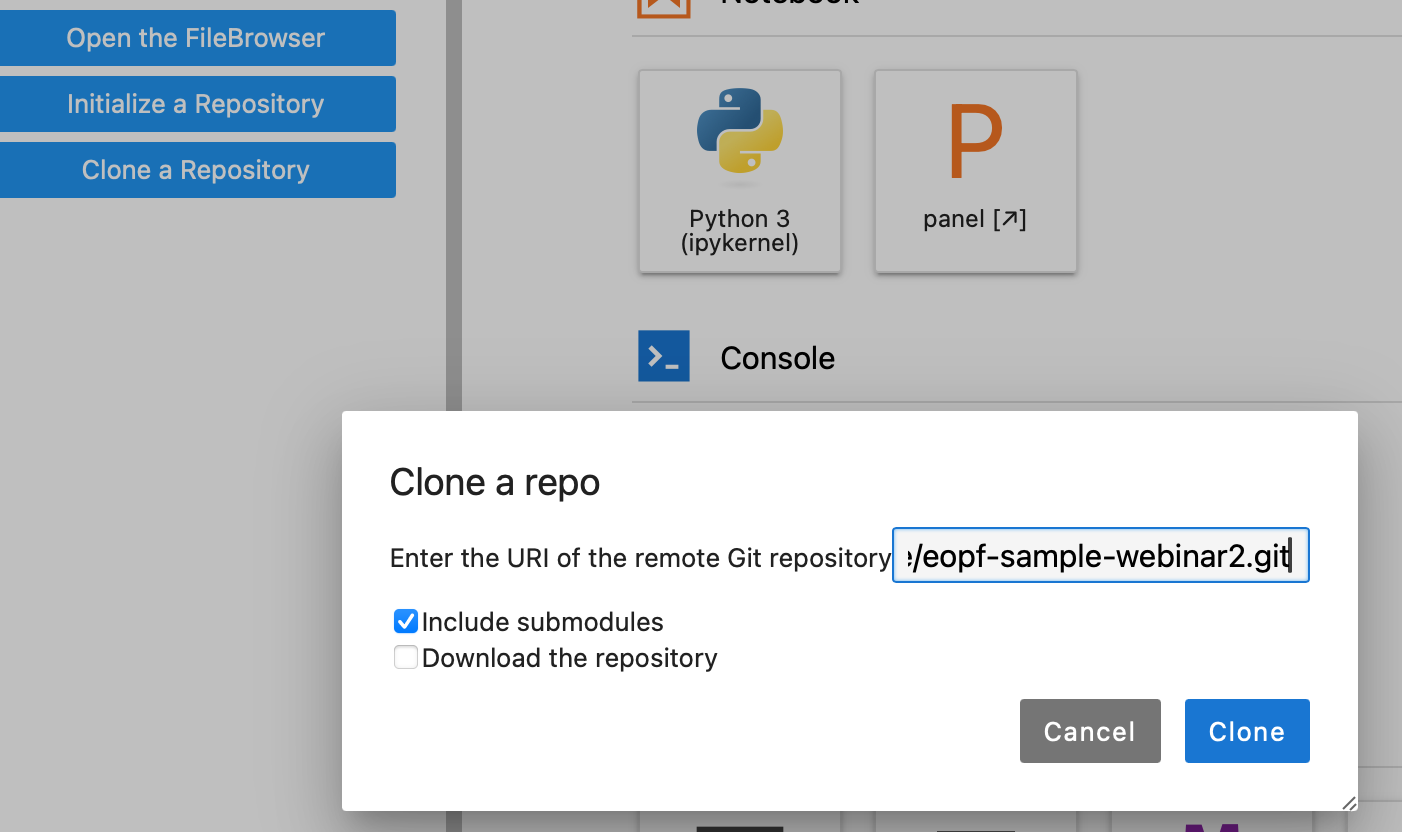 Notebook
Open the FileBrowser
Initialize a Repository
Clone a Repository
Python 3
(ipykernel)
panel [↗]
Console
Clone a repo
Enter the URI of the remote Git repository
/eopf-sample-webinar2.git
Include submodules
Download the repository
Cancel
Clone